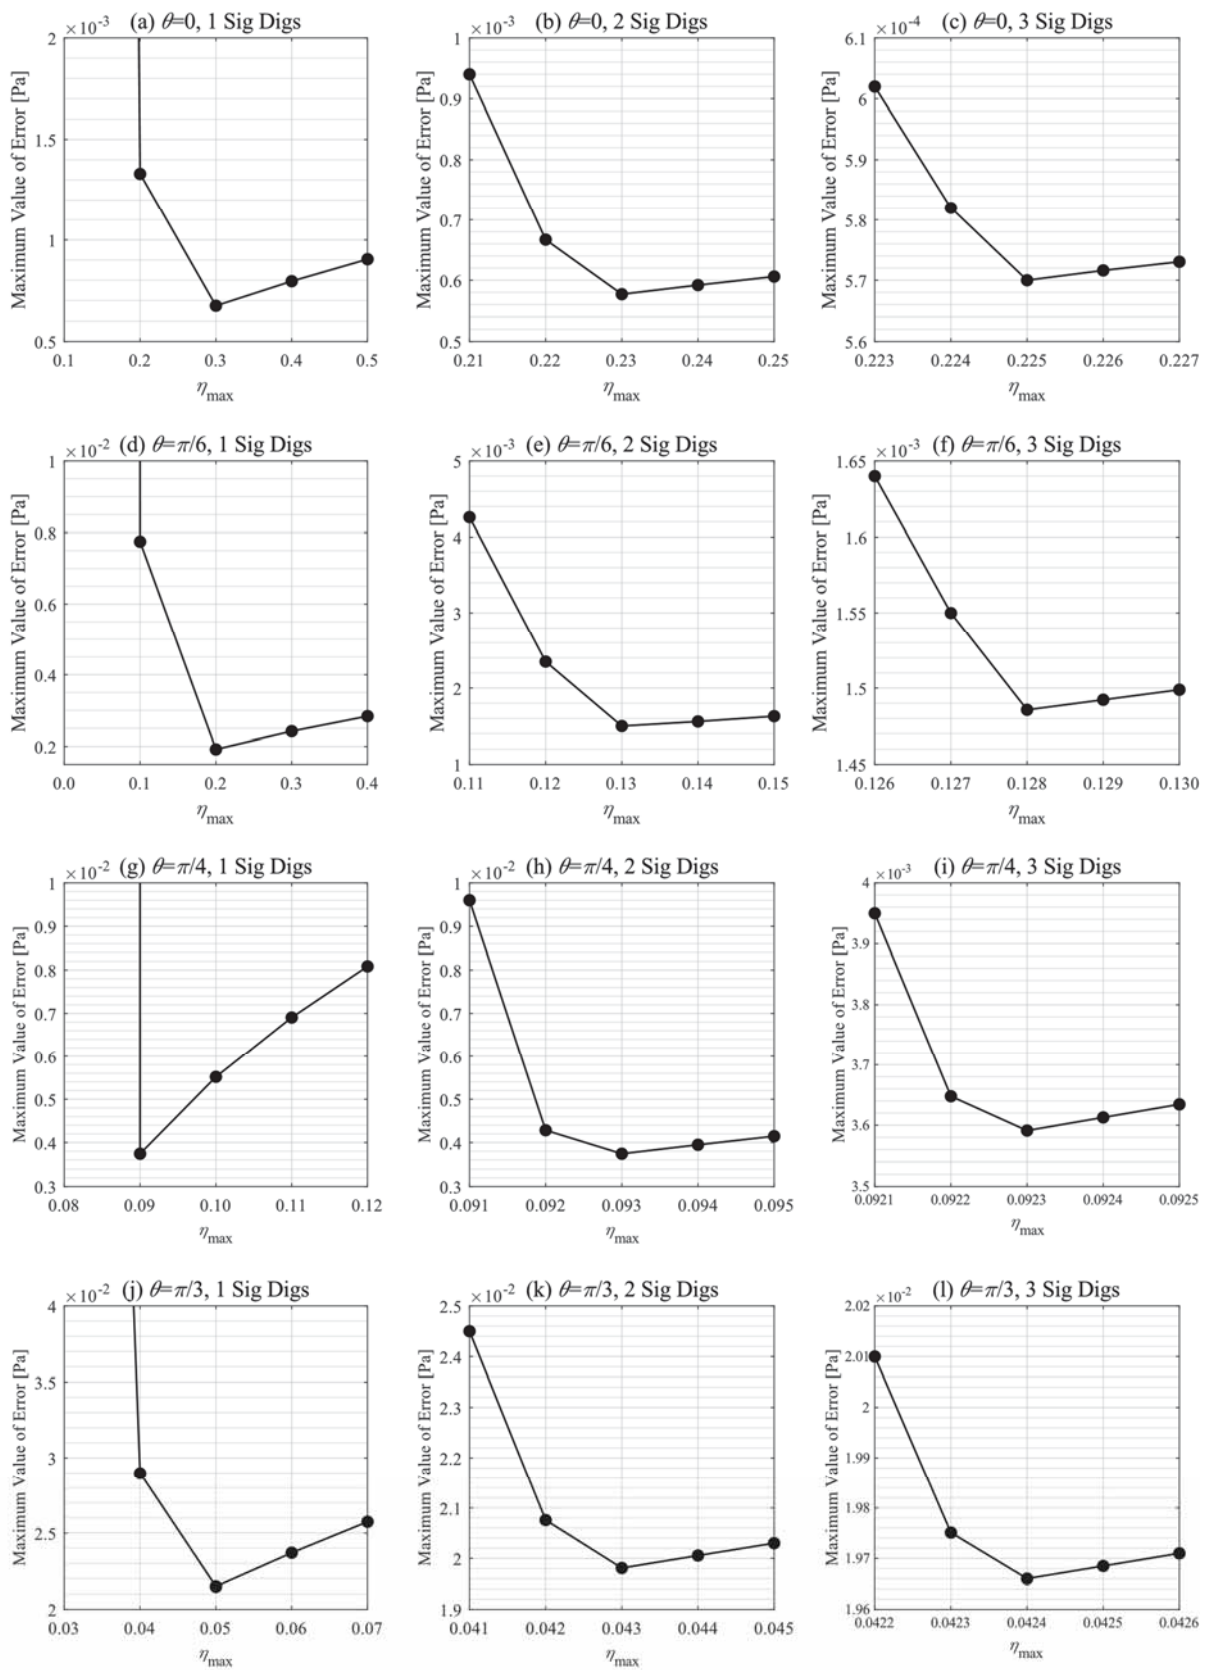 ×10⁻³ (a) θ=0, 1 Sig Digs
Maximum Value of Error [Pa]
2
1.5
1
0.5
0.1 0.2 0.3 0.4 0.5
η_max
×10⁻³ (b) θ=0, 2 Sig Digs
Maximum Value of Error [Pa]
1
0.9
0.8
0.7
0.6
0.5
0.21 0.22 0.23 0.24 0.25
η_max
×10⁻⁴ (c) θ=0, 3 Sig Digs
Maximum Value of Error [Pa]
6.1
6
5.9
5.8
5.7
5.6
0.223 0.224 0.225 0.226 0.227
η_max
×10⁻² (d) θ=π/6, 1 Sig Digs
Maximum Value of Error [Pa]
1
0.8
0.6
0.4
0.2
0.0 0.1 0.2 0.3 0.4
η_max
×10⁻³ (e) θ=π/6, 2 Sig Digs
Maximum Value of Error [Pa]
5
4
3
2
1
0.11 0.12 0.13 0.14 0.15
η_max
×10⁻³ (f) θ=π/6, 3 Sig Digs
Maximum Value of Error [Pa]
1.65
1.6
1.55
1.5
1.45
0.126 0.127 0.128 0.129 0.130
η_max
×10⁻² (g) θ=π/4, 1 Sig Digs
Maximum Value of Error [Pa]
1
0.9
0.8
0.7
0.6
0.5
0.4
0.3
0.08 0.09 0.10 0.11 0.12
η_max
×10⁻² (h) θ=π/4, 2 Sig Digs
Maximum Value of Error [Pa]
1
0.9
0.8
0.7
0.6
0.5
0.4
0.3
0.091 0.092 0.093 0.094 0.095
η_max
×10⁻³ (i) θ=π/4, 3 Sig Digs
Maximum Value of Error [Pa]
4
3.9
3.8
3.7
3.6
3.5
0.0921 0.0922 0.0923 0.0924 0.0925
η_max
×10⁻² (j) θ=π/3, 1 Sig Digs
Maximum Value of Error [Pa]
4
3.5
3
2.5
2
0.03 0.04 0.05 0.06 0.07
η_max
×10⁻² (k) θ=π/3, 2 Sig Digs
Maximum Value of Error [Pa]
2.5
2.4
2.3
2.2
2.1
2
1.9
0.041 0.042 0.043 0.044 0.045
η_max
×10⁻² (l) θ=π/3, 3 Sig Digs
Maximum Value of Error [Pa]
2.02
2.01
2
1.99
1.98
1.97
1.96
0.0422 0.0423 0.0424 0.0425 0.0426
η_max